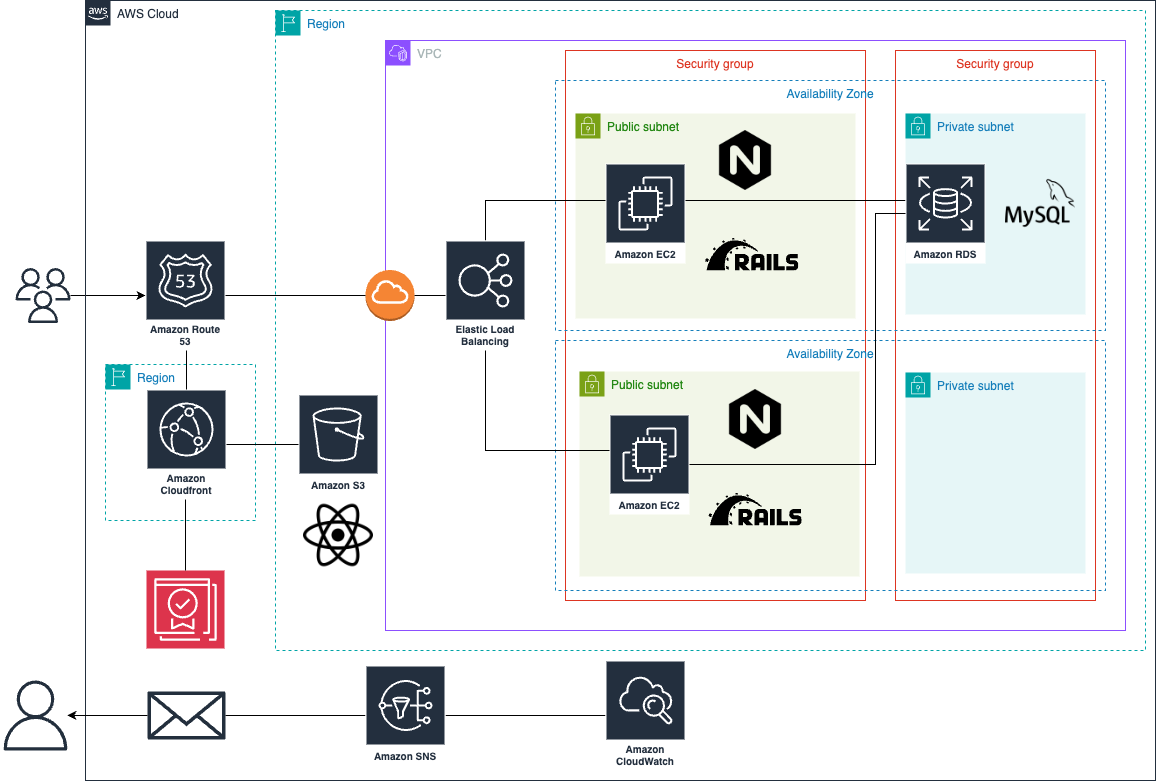 aws
AWS Cloud
Region
VPC
Security group
Security group
Availability Zone
Public subnet
Private subnet
N
Amazon EC2
RAILS
Amazon RDS
MySQL
53
Amazon Route
53
Elastic Load
Balancing
Availability Zone
Region
Public subnet
Private subnet
N
Amazon EC2
RAILS
Amazon
Cloudfront
Amazon S3
Amazon SNS
Amazon
CloudWatch